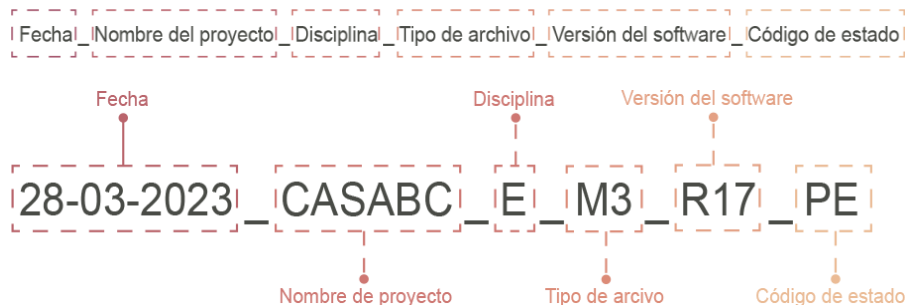 Fecha_Nombre del proyecto_Disciplina_Tipo de archivo_Versión del software_Código de estado
Fecha Disciplina Versión del software
28-03-2023_CASABC_E_M3_R17_PE
Nombre de proyecto Tipo de arcivo Código de estado